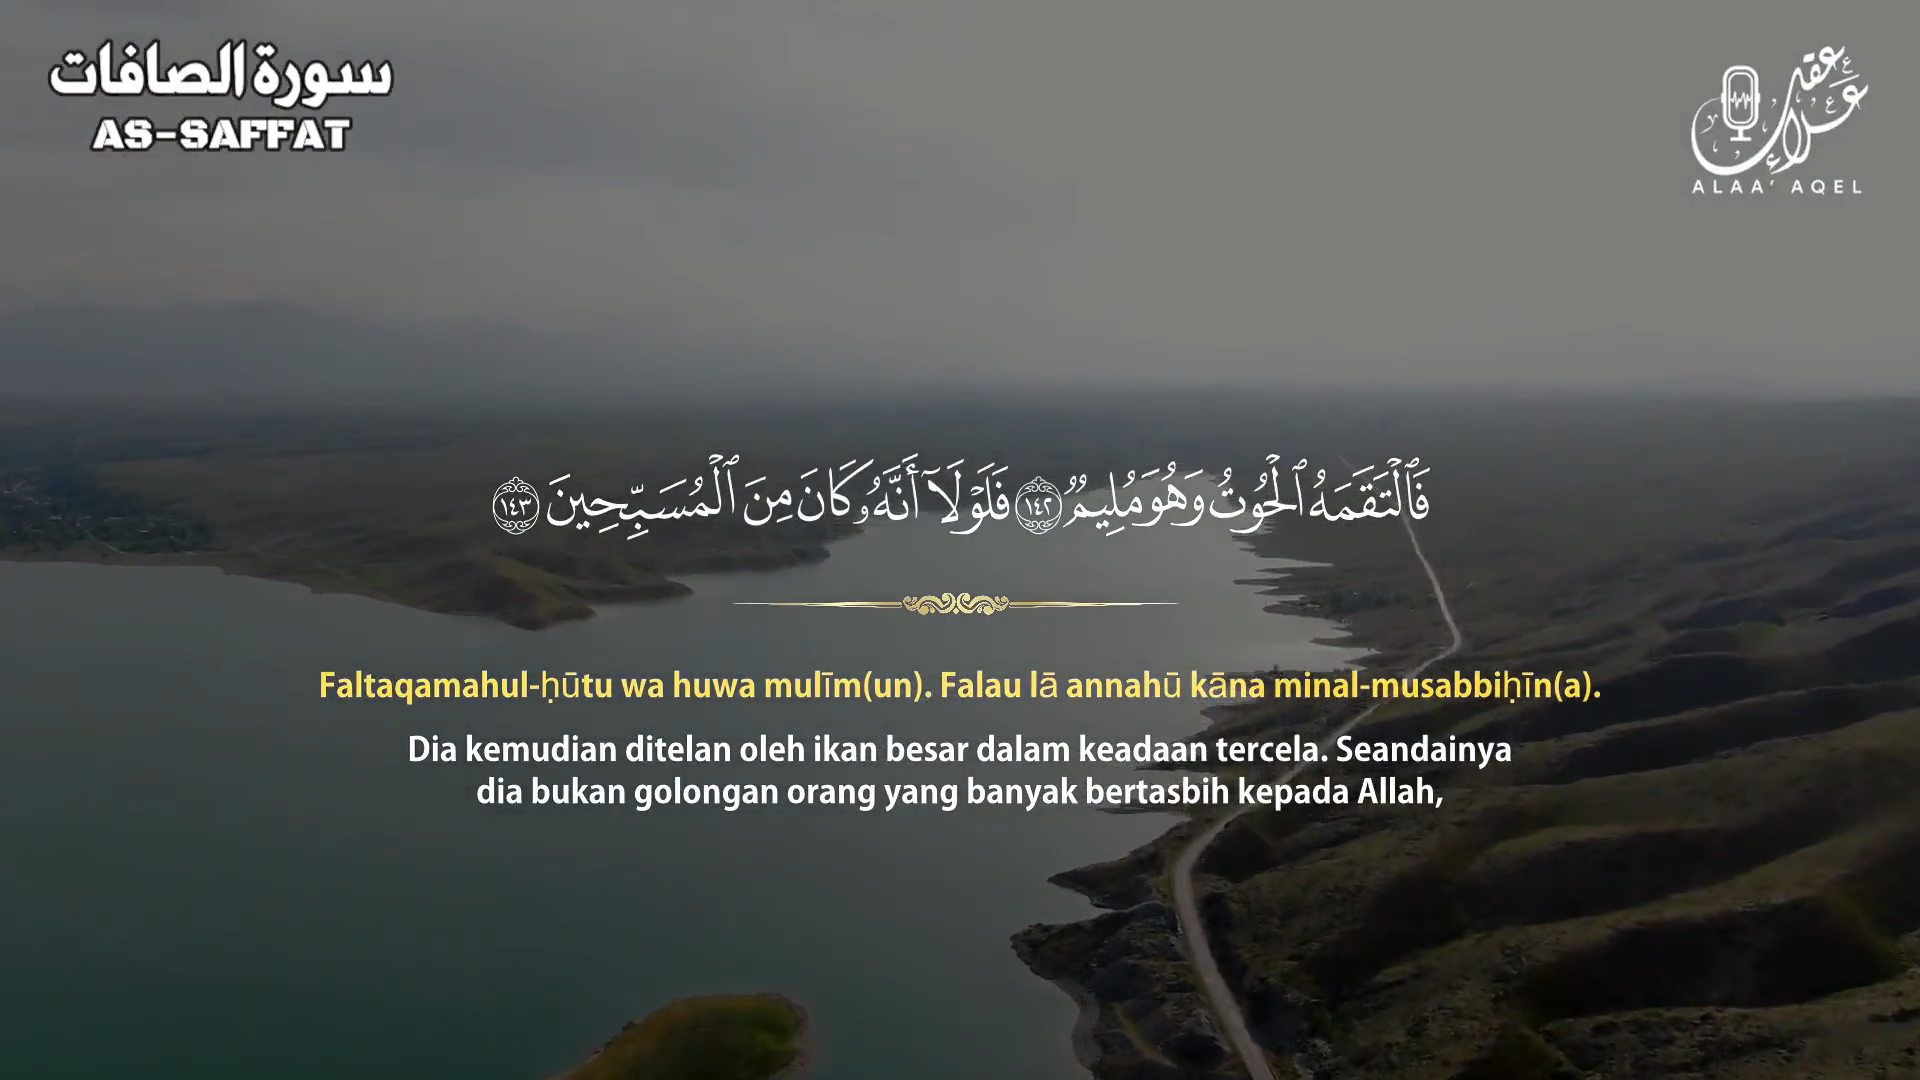 سورة الصافات
AS-SAFFAT
علاء عقل
ALAA' AQEL
فَٱلْتَقَمَهُ ٱلْحُوتُ وَهُوَ مُلِيمٌ ١٤٢ فَلَوْلَآ أَنَّهُۥ كَانَ مِنَ ٱلْمُسَبِّحِينَ ١٤٣
Faltaqamahul-ḥūtu wa huwa mulīm(un). Falau lā annahū kāna minal-musabbiḥīn(a).
Dia kemudian ditelan oleh ikan besar dalam keadaan tercela. Seandainya
dia bukan golongan orang yang banyak bertasbih kepada Allah,